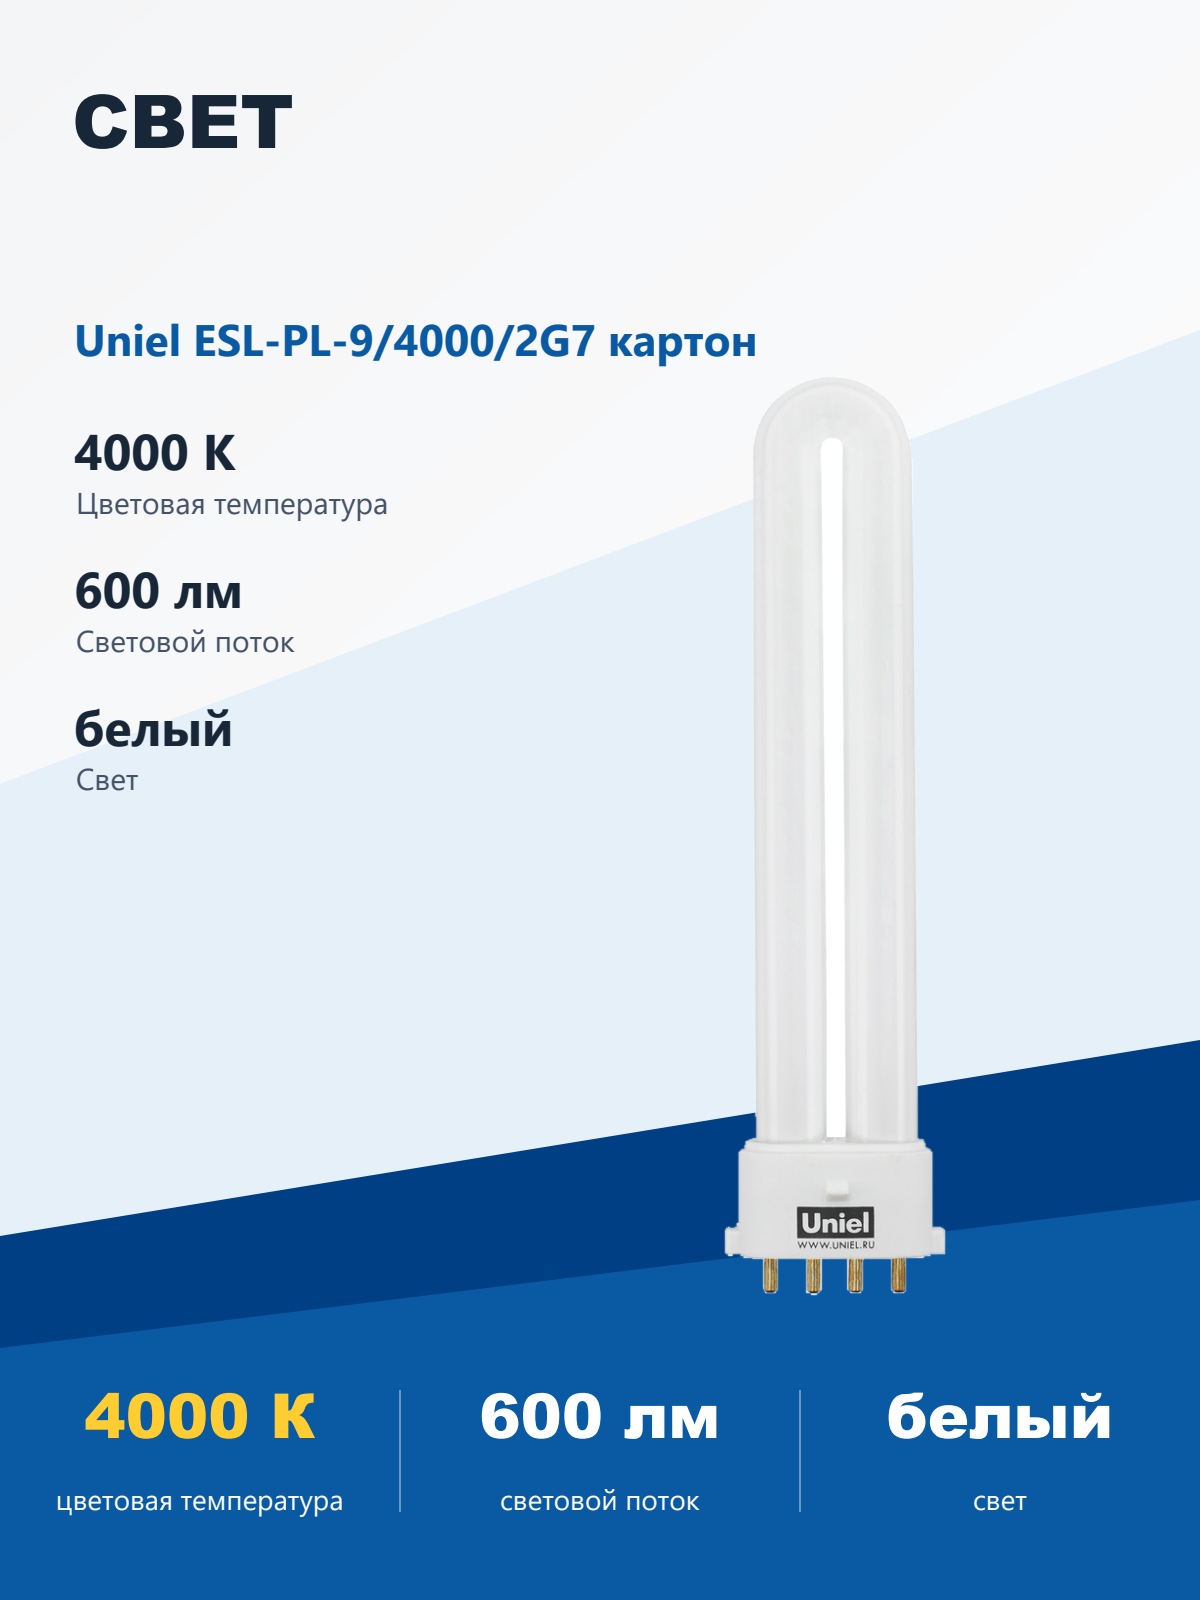 СВЕТ
Uniel ESL-PL-9/4000/2G7 картон
4000 К
Цветовая температура
600 лм
Световой поток
белый
Свет
Uniel
WWW.UNIEL.RU
4000 К
цветовая температура
600 лм
световой поток
белый
свет